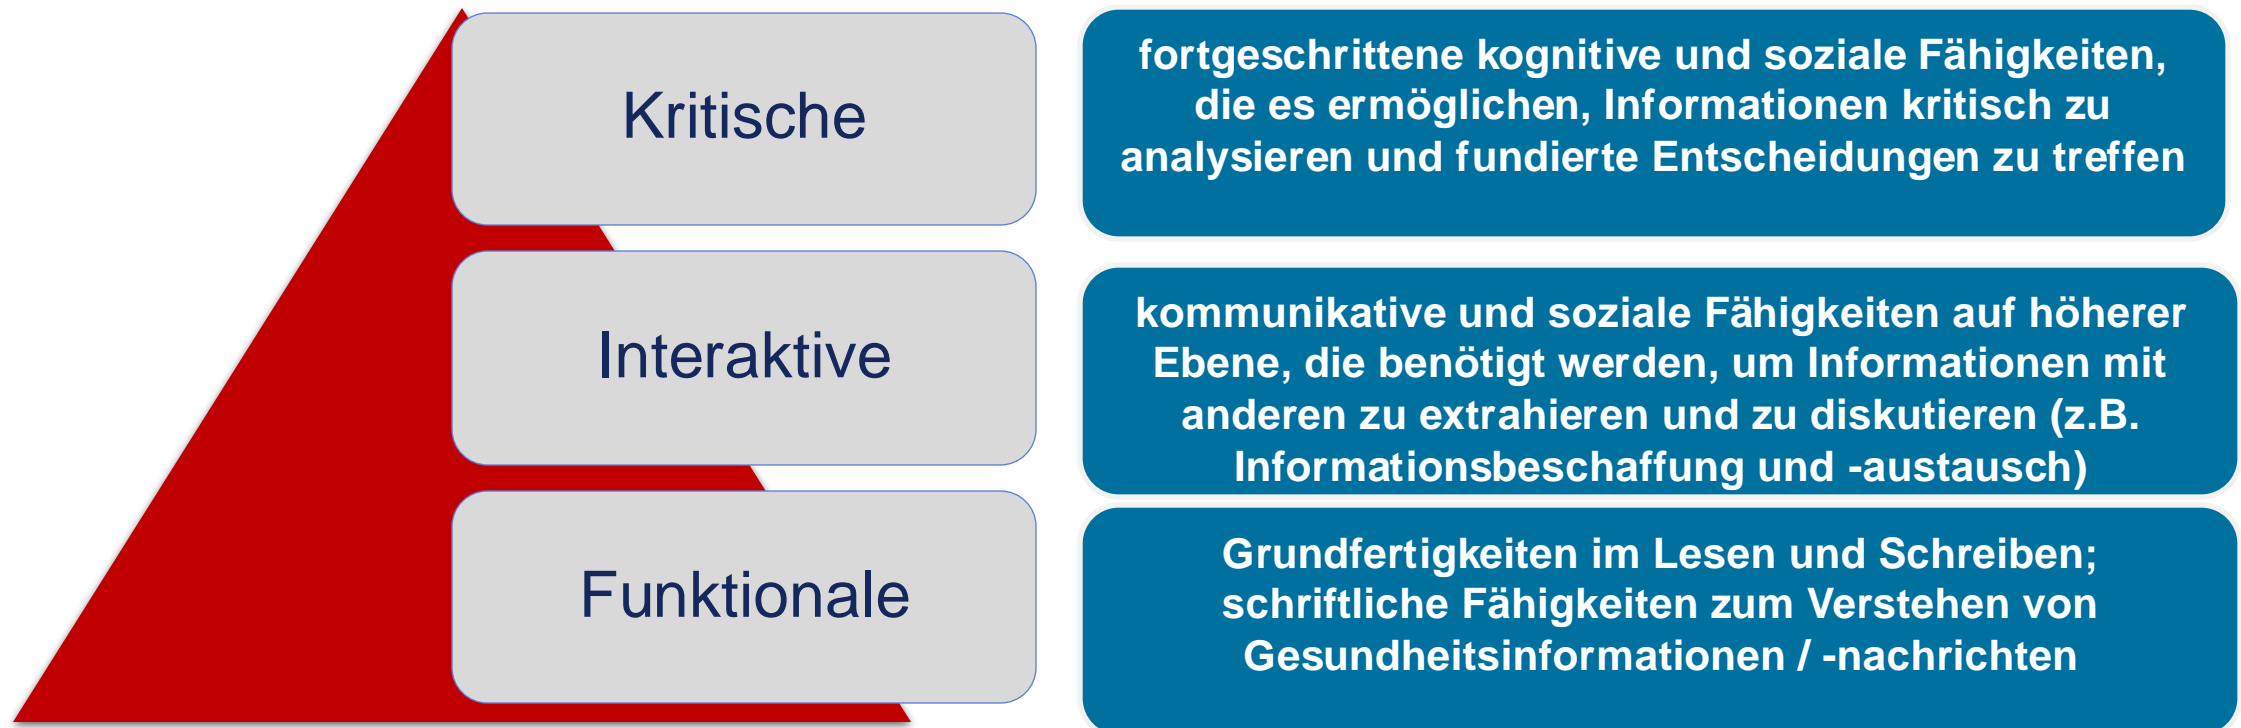 Kritische
fortgeschrittene kognitive und soziale Fähigkeiten,
die es ermöglichen, Informationen kritisch zu
analysieren und fundierte Entscheidungen zu treffen
Interaktive
kommunikative und soziale Fähigkeiten auf höherer
Ebene, die benötigt werden, um Informationen mit
anderen zu extrahieren und zu diskutieren (z.B.
Informationsbeschaffung und -austausch)
Funktionale
Grundfertigkeiten im Lesen und Schreiben;
schriftliche Fähigkeiten zum Verstehen von
Gesundheitsinformationen / -nachrichten